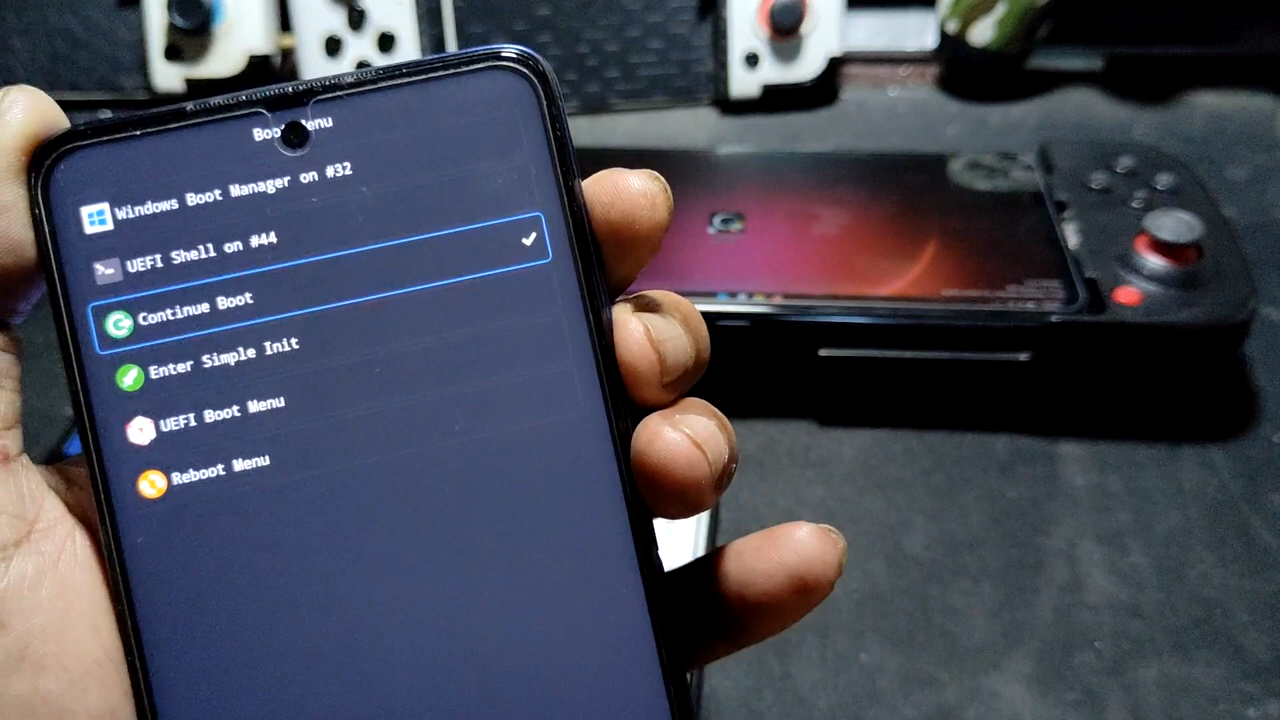 Boot Menu
Windows Boot Manager on #32
UEFI Shell on #44
Continue Boot
Enter Simple Init
UEFI Boot Menu
Reboot Menu